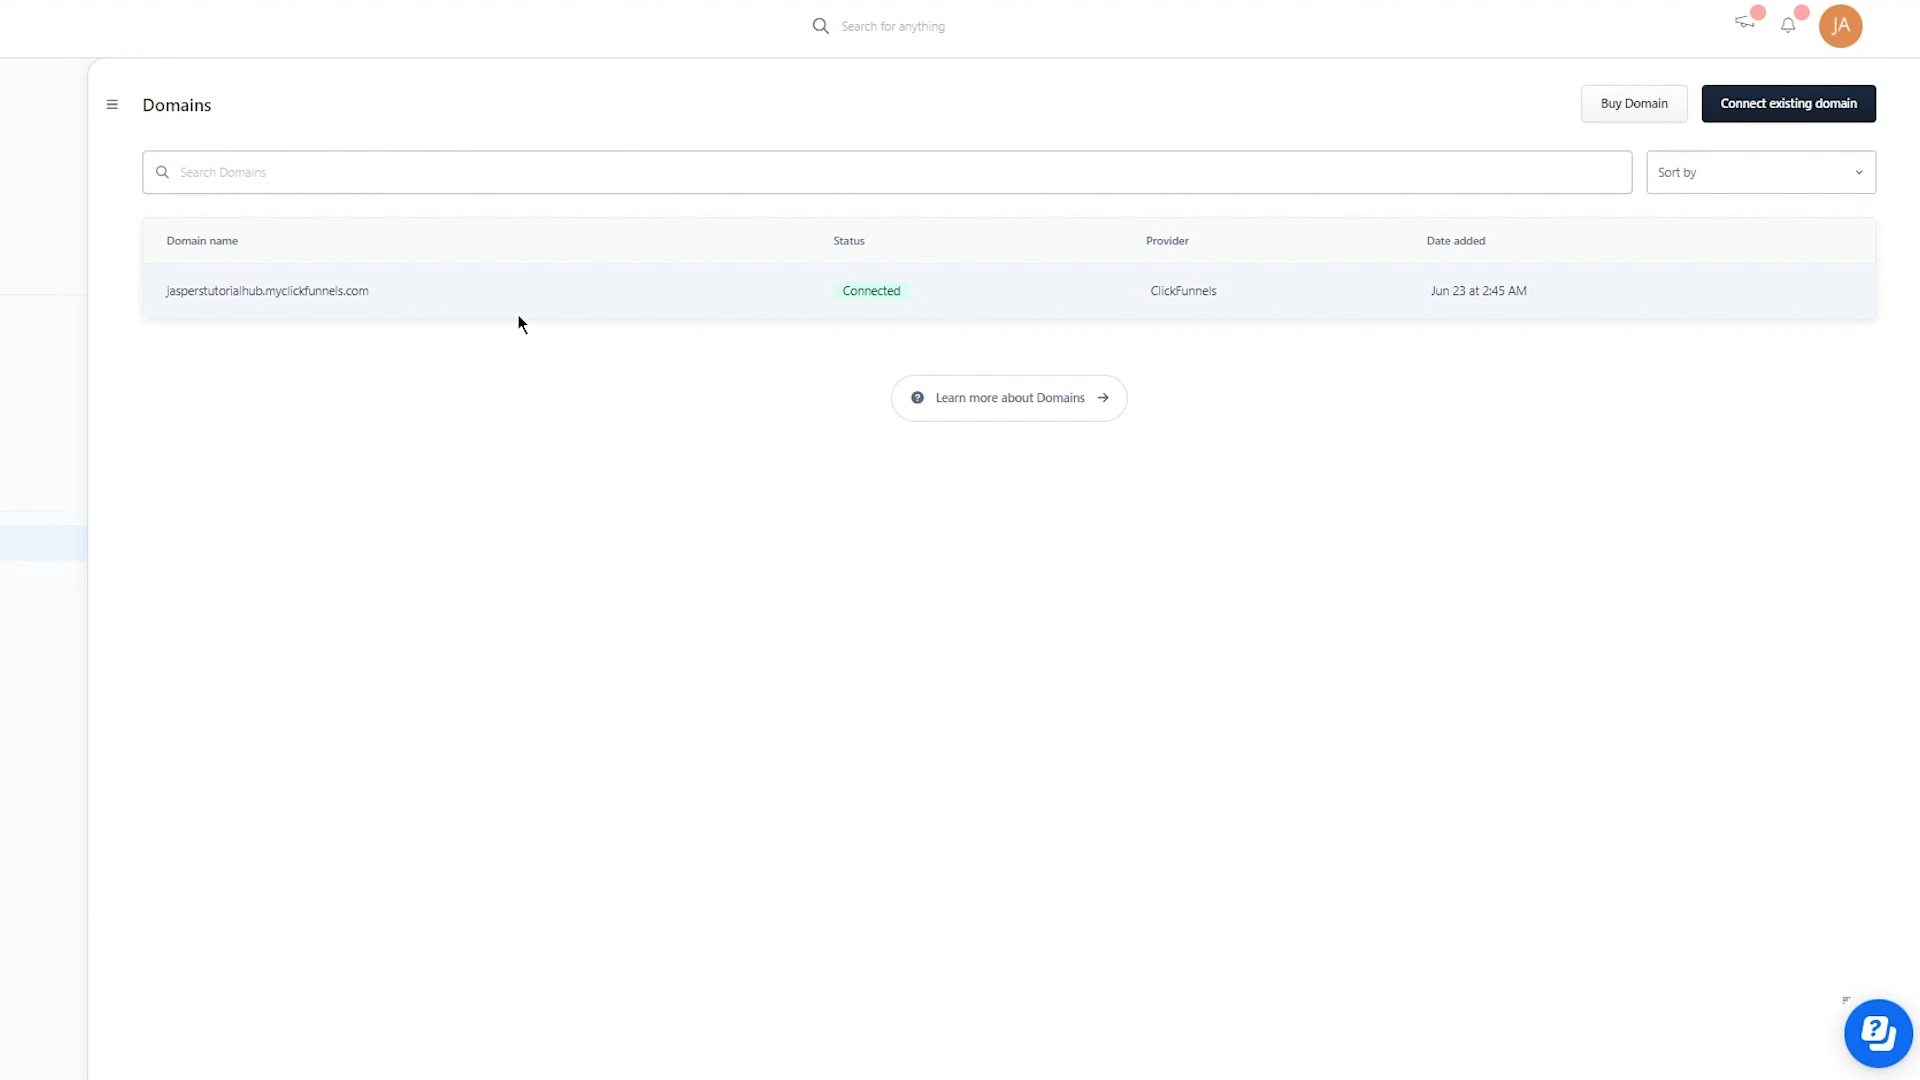 Search for anything
JA
Domains
Buy Domain
Connect existing domain
Search Domains
Sort by
Domain name
Status
Provider
Date added
jasperstutorialhub.myclickfunnels.com
Connected
ClickFunnels
Jun 23 at 2:45 AM
Learn more about Domains